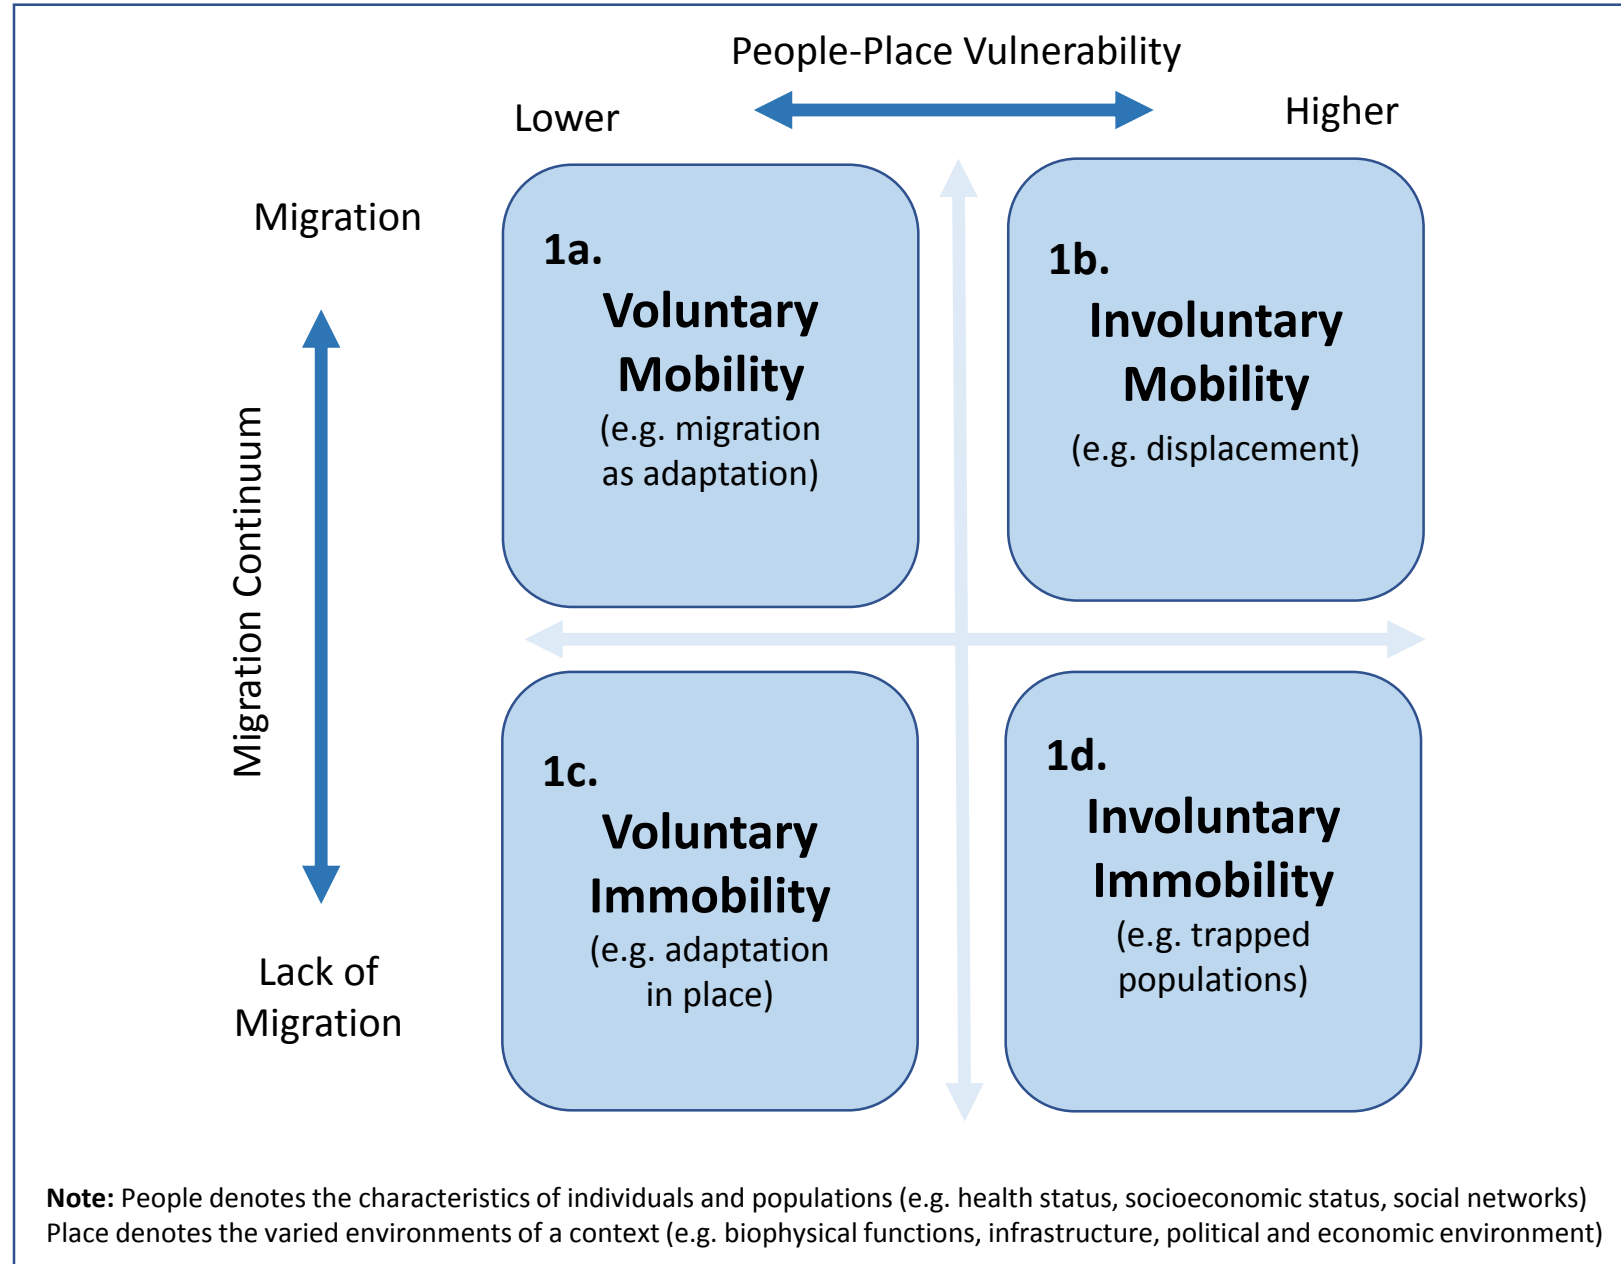 People-Place Vulnerability
Lower
Higher
Migration
Migration Continuum
Lack of
Migration
1a.
Voluntary
Mobility
(e.g. migration
as adaptation)
1b.
Involuntary
Mobility
(e.g. displacement)
1c.
Voluntary
Immobility
(e.g. adaptation
in place)
1d.
Involuntary
Immobility
(e.g. trapped
populations)
Note: People denotes the characteristics of individuals and populations (e.g. health status, socioeconomic status, social networks)
Place denotes the varied environments of a context (e.g. biophysical functions, infrastructure, political and economic environment)